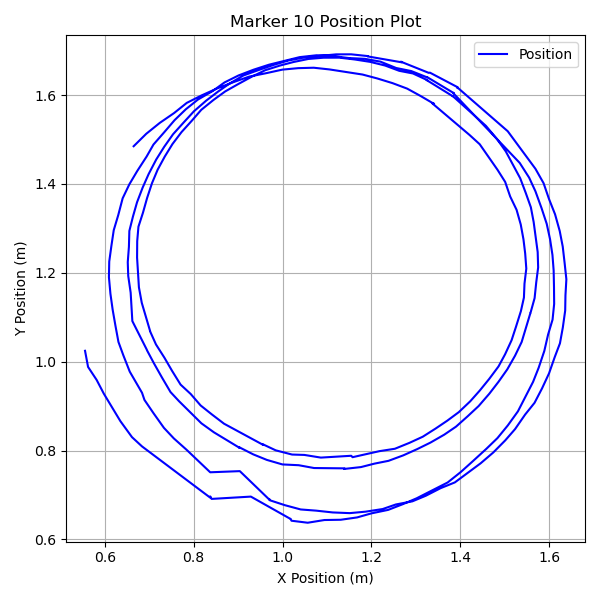 Marker 10 Position Plot
Position
Y Position (m)
1.6
1.4
1.2
1.0
0.8
0.6
0.6 0.8 1.0 1.2 1.4 1.6
X Position (m)